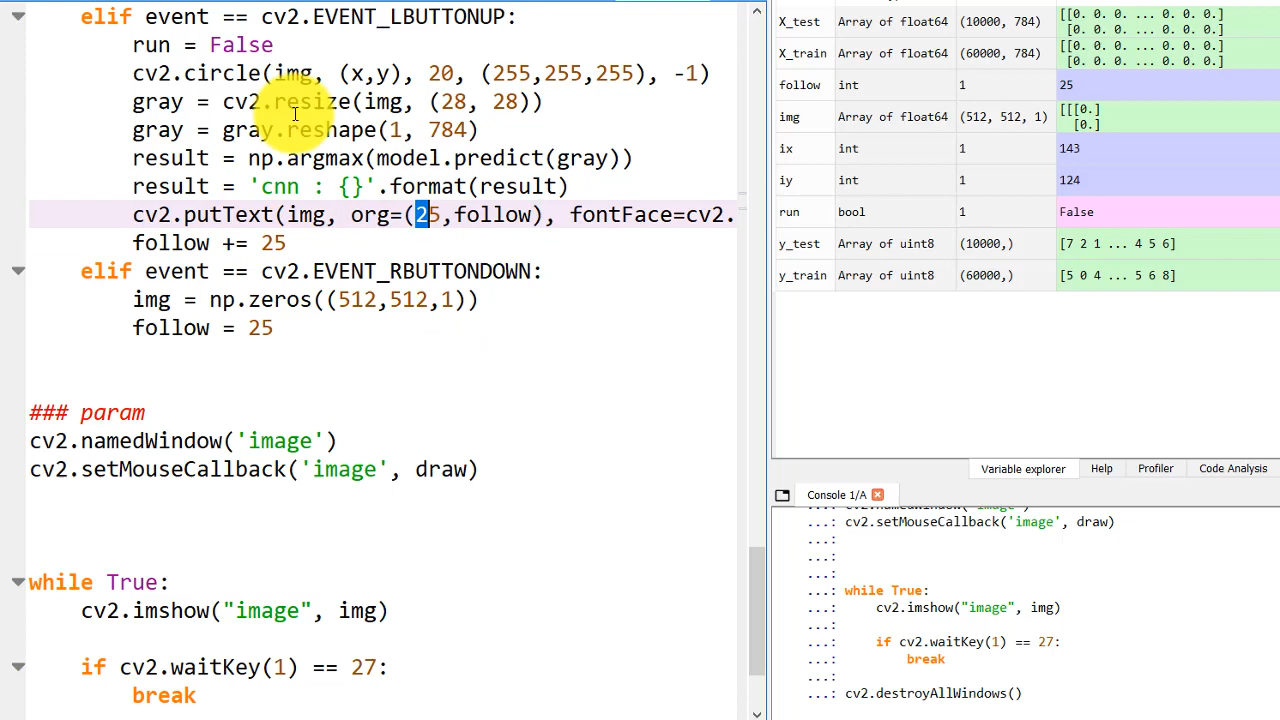 elif event == cv2.EVENT_LBUTTONUP:
run = False
cv2.circle(img, (x,y), 20, (255,255,255), -1)
gray = cv2.resize(img, (28, 28))
gray = gray.reshape(1, 784)
result = np.argmax(model.predict(gray))
result = 'cnn : {}'.format(result)
cv2.putText(img, org=(25,follow), fontFace=cv2.
follow += 25
elif event == cv2.EVENT_RBUTTONDOWN:
img = np.zeros((512,512,1))
follow = 25
### param
cv2.namedWindow('image')
cv2.setMouseCallback('image', draw)
while True:
cv2.imshow("image", img)
if cv2.waitKey(1) == 27:
break
X_test Array of float64 (10000, 784) [[0. 0. 0. ... 0. 0. 0.]
[0. 0. 0. ... 0. 0. 0.]
X_train Array of float64 (60000, 784) [[0. 0. 0. ... 0. 0. 0.]
[0. 0. 0. ... 0. 0. 0.]
follow int 1 25
img Array of float64 (512, 512, 1) [[[0.]
[0.]
ix int 1 143
iy int 1 124
run bool 1 False
y_test Array of uint8 (10000,) [7 2 1 ... 4 5 6]
y_train Array of uint8 (60000,) [5 0 4 ... 5 6 8]
Variable explorer Help Profiler Code Analysis
Console 1/A
...: cv2.namedWindow('image')
...: cv2.setMouseCallback('image', draw)
...:
...:
...:
...: while True:
...: cv2.imshow("image", img)
...:
...: if cv2.waitKey(1) == 27:
...: break
...:
...: cv2.destroyAllWindows()